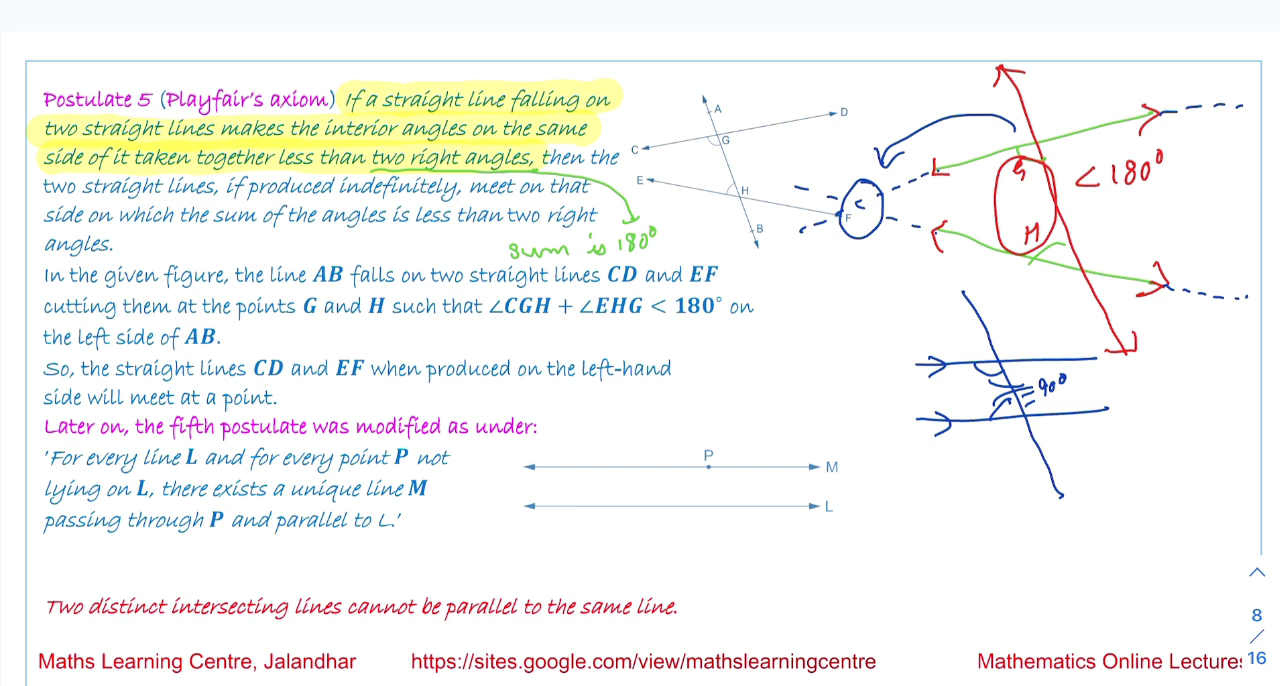 Postulate 5 (Playfair's axiom) If a straight line falling on
two straight lines makes the interior angles on the same
side of it taken together less than two right angles, then the
two straight lines, if produced indefinitely, meet on that
side on which the sum of the angles is less than two right
angles.
sum is 180°
In the given figure, the line AB falls on two straight lines CD and EF
cutting them at the points G and H such that ∠CGH + ∠EHG < 180° on
the left side of AB.
So, the straight lines CD and EF when produced on the left-hand
side will meet at a point.
Later on, the fifth postulate was modified as under:
'For every line L and for every point P not
lying on L, there exists a unique line M
passing through P and parallel to L.'
A
D
C
G
E
H
F
B
G
< 180°
H
90°
P
M
L
Two distinct intersecting lines cannot be parallel to the same line.
8
/
16
Maths Learning Centre, Jalandhar https://sites.google.com/view/mathslearningcentre Mathematics Online Lectures